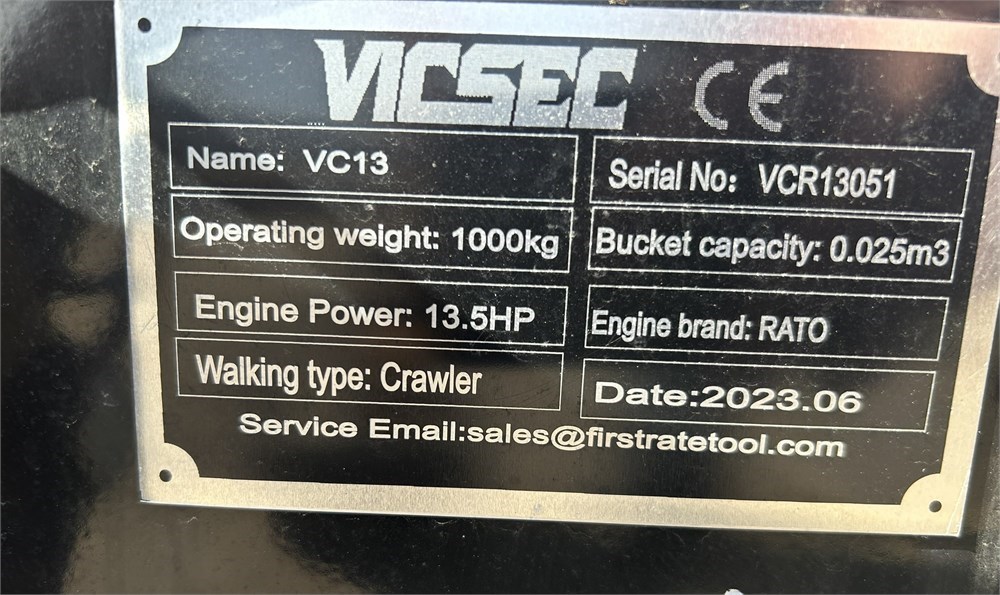 VICSEC CE
Name: VC13
Serial No: VCR13051
Operating weight: 1000kg
Bucket capacity: 0.025m3
Engine Power: 13.5HP
Engine brand: RATO
Walking type: Crawler
Date:2023.06
Service Email:sales@firstratetool.com